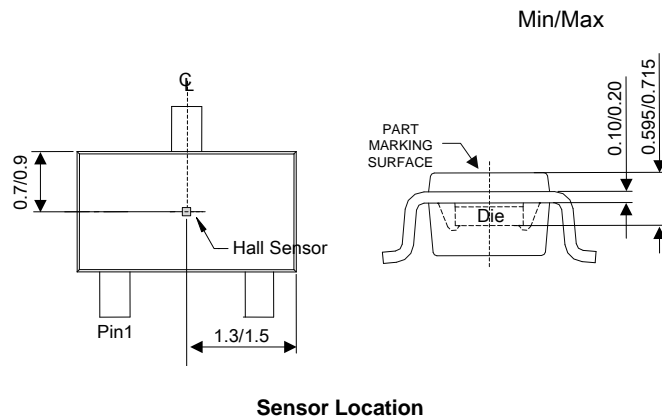 Min/Max
℄
0.7/0.9
Hall Sensor
Pin1
1.3/1.5
PART
MARKING
SURFACE
Die
0.10/0.20
0.595/0.715
Sensor Location